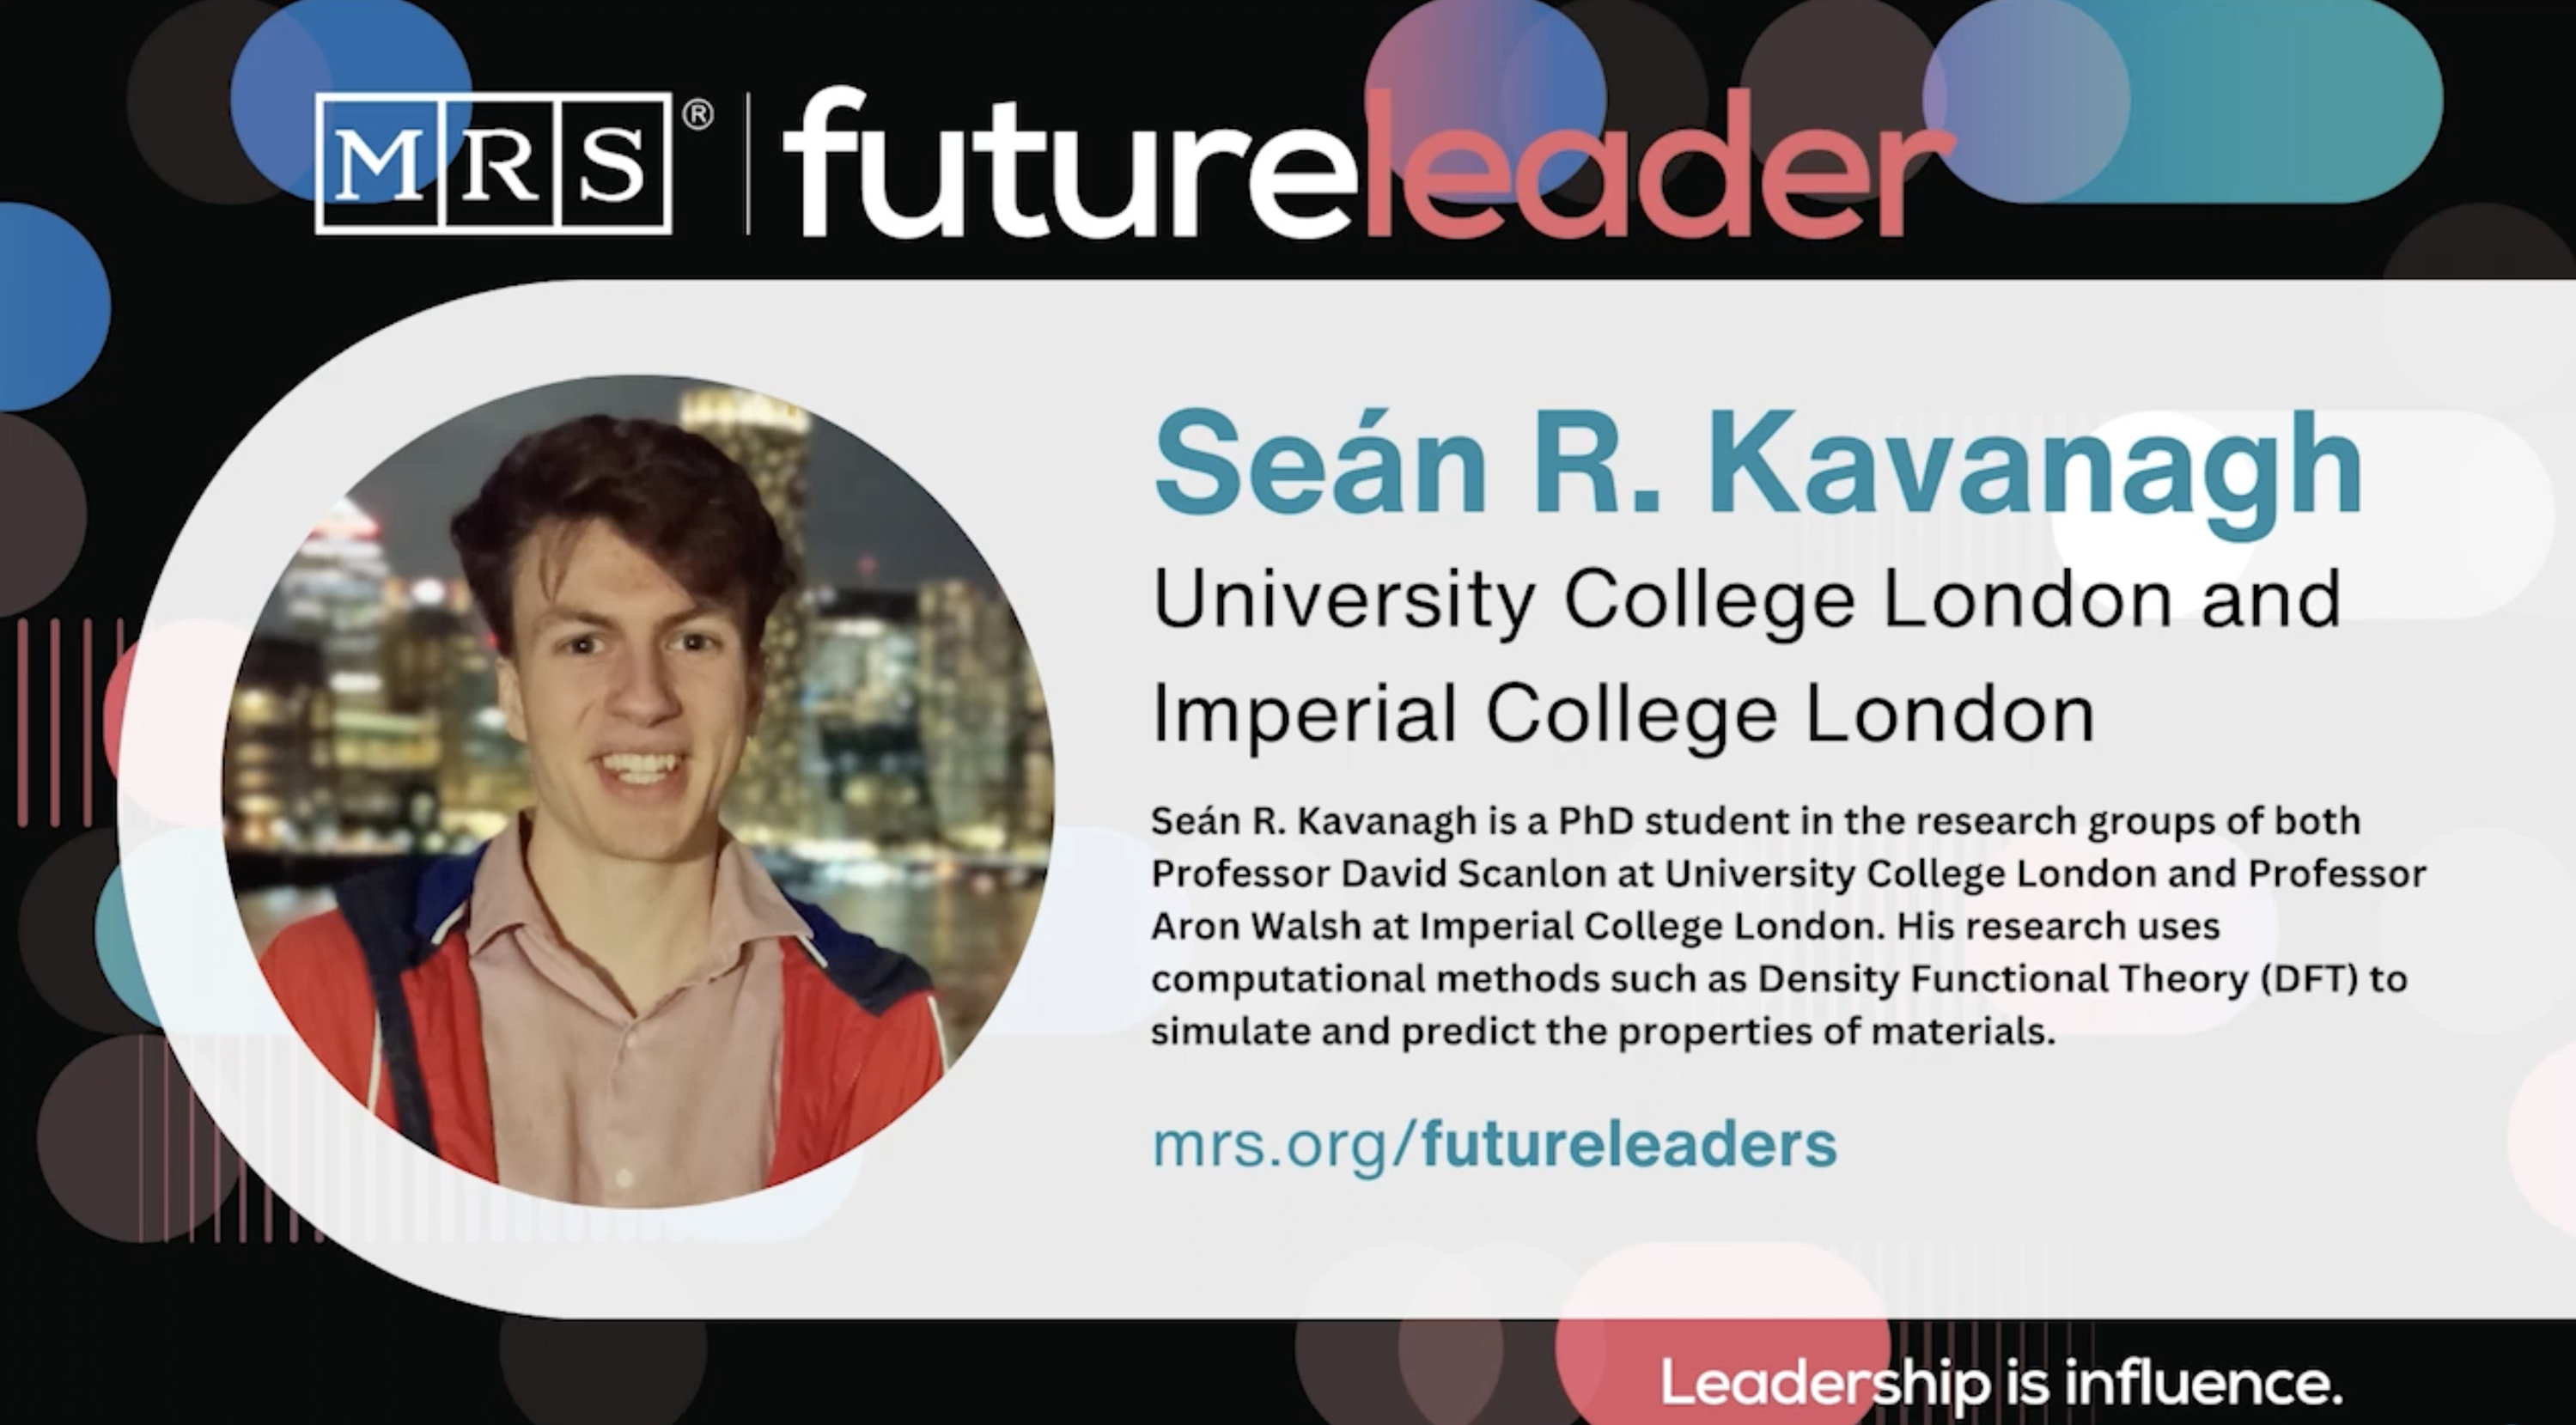 MRS® | futureleader
Seán R. Kavanagh
University College London and
Imperial College London
Seán R. Kavanagh is a PhD student in the research groups of both
Professor David Scanlon at University College London and Professor
Aron Walsh at Imperial College London. His research uses
computational methods such as Density Functional Theory (DFT) to
simulate and predict the properties of materials.
mrs.org/futureleaders
Leadership is influence.